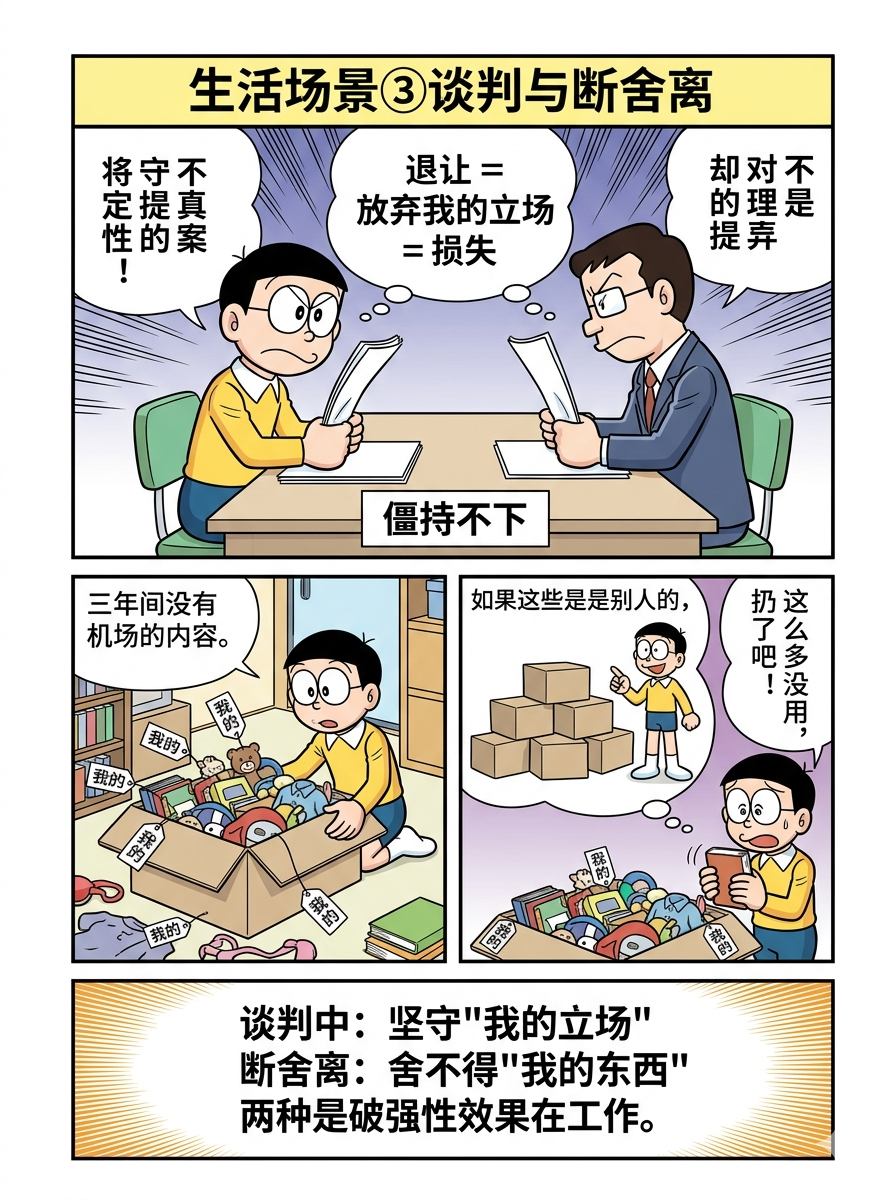 生活场景③谈判与断舍离
不真案
守提的
将定性！
退让 =
放弃我的立场
= 损失
不是
对理弃
却的提
僵持不下
三年间没有
机场的内容。
我的
我的
我的
我的
我的
我的
如果这些是是别人的，
这么多没用，
扔了吧！
我的
我的
谈判中：坚守"我的立场"
断舍离：舍不得"我的东西"
两种是破强性效果在工作。